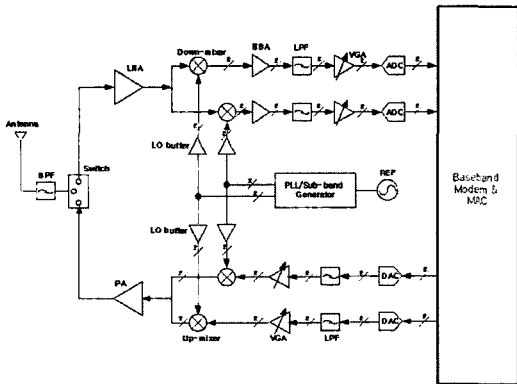 Down-mixer
BBA
LPF
VGA
LNA
ADC
ADC
Antenna
LO buffer
BPF
Switch
PLL/Sub-band
Generator
REF
Baseband
Modem &
MAC
LO buffer
PA
DAC
DAC
Up-mixer
VGA
LPF